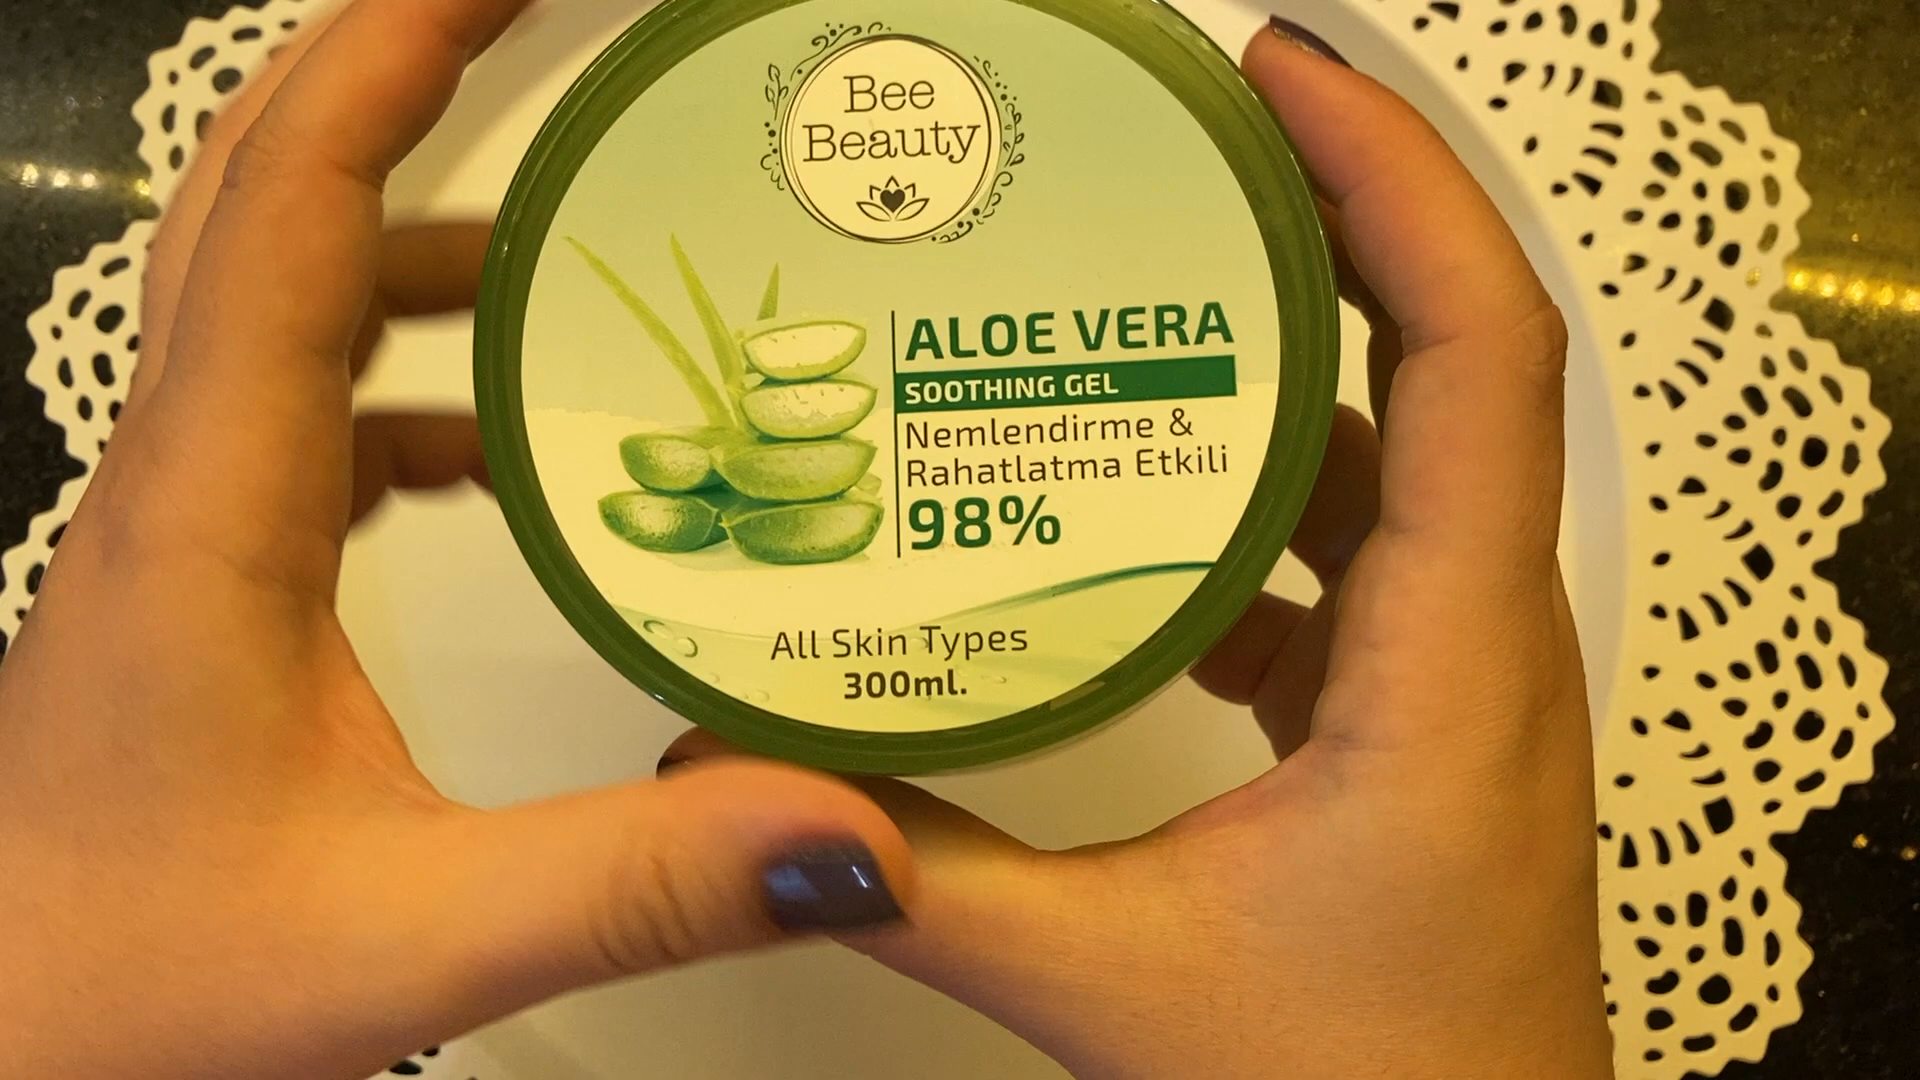 Bee
Beauty
ALOE VERA
SOOTHING GEL
Nemlendirme &
Rahatlatma Etkili
98%
All Skin Types
300ml.